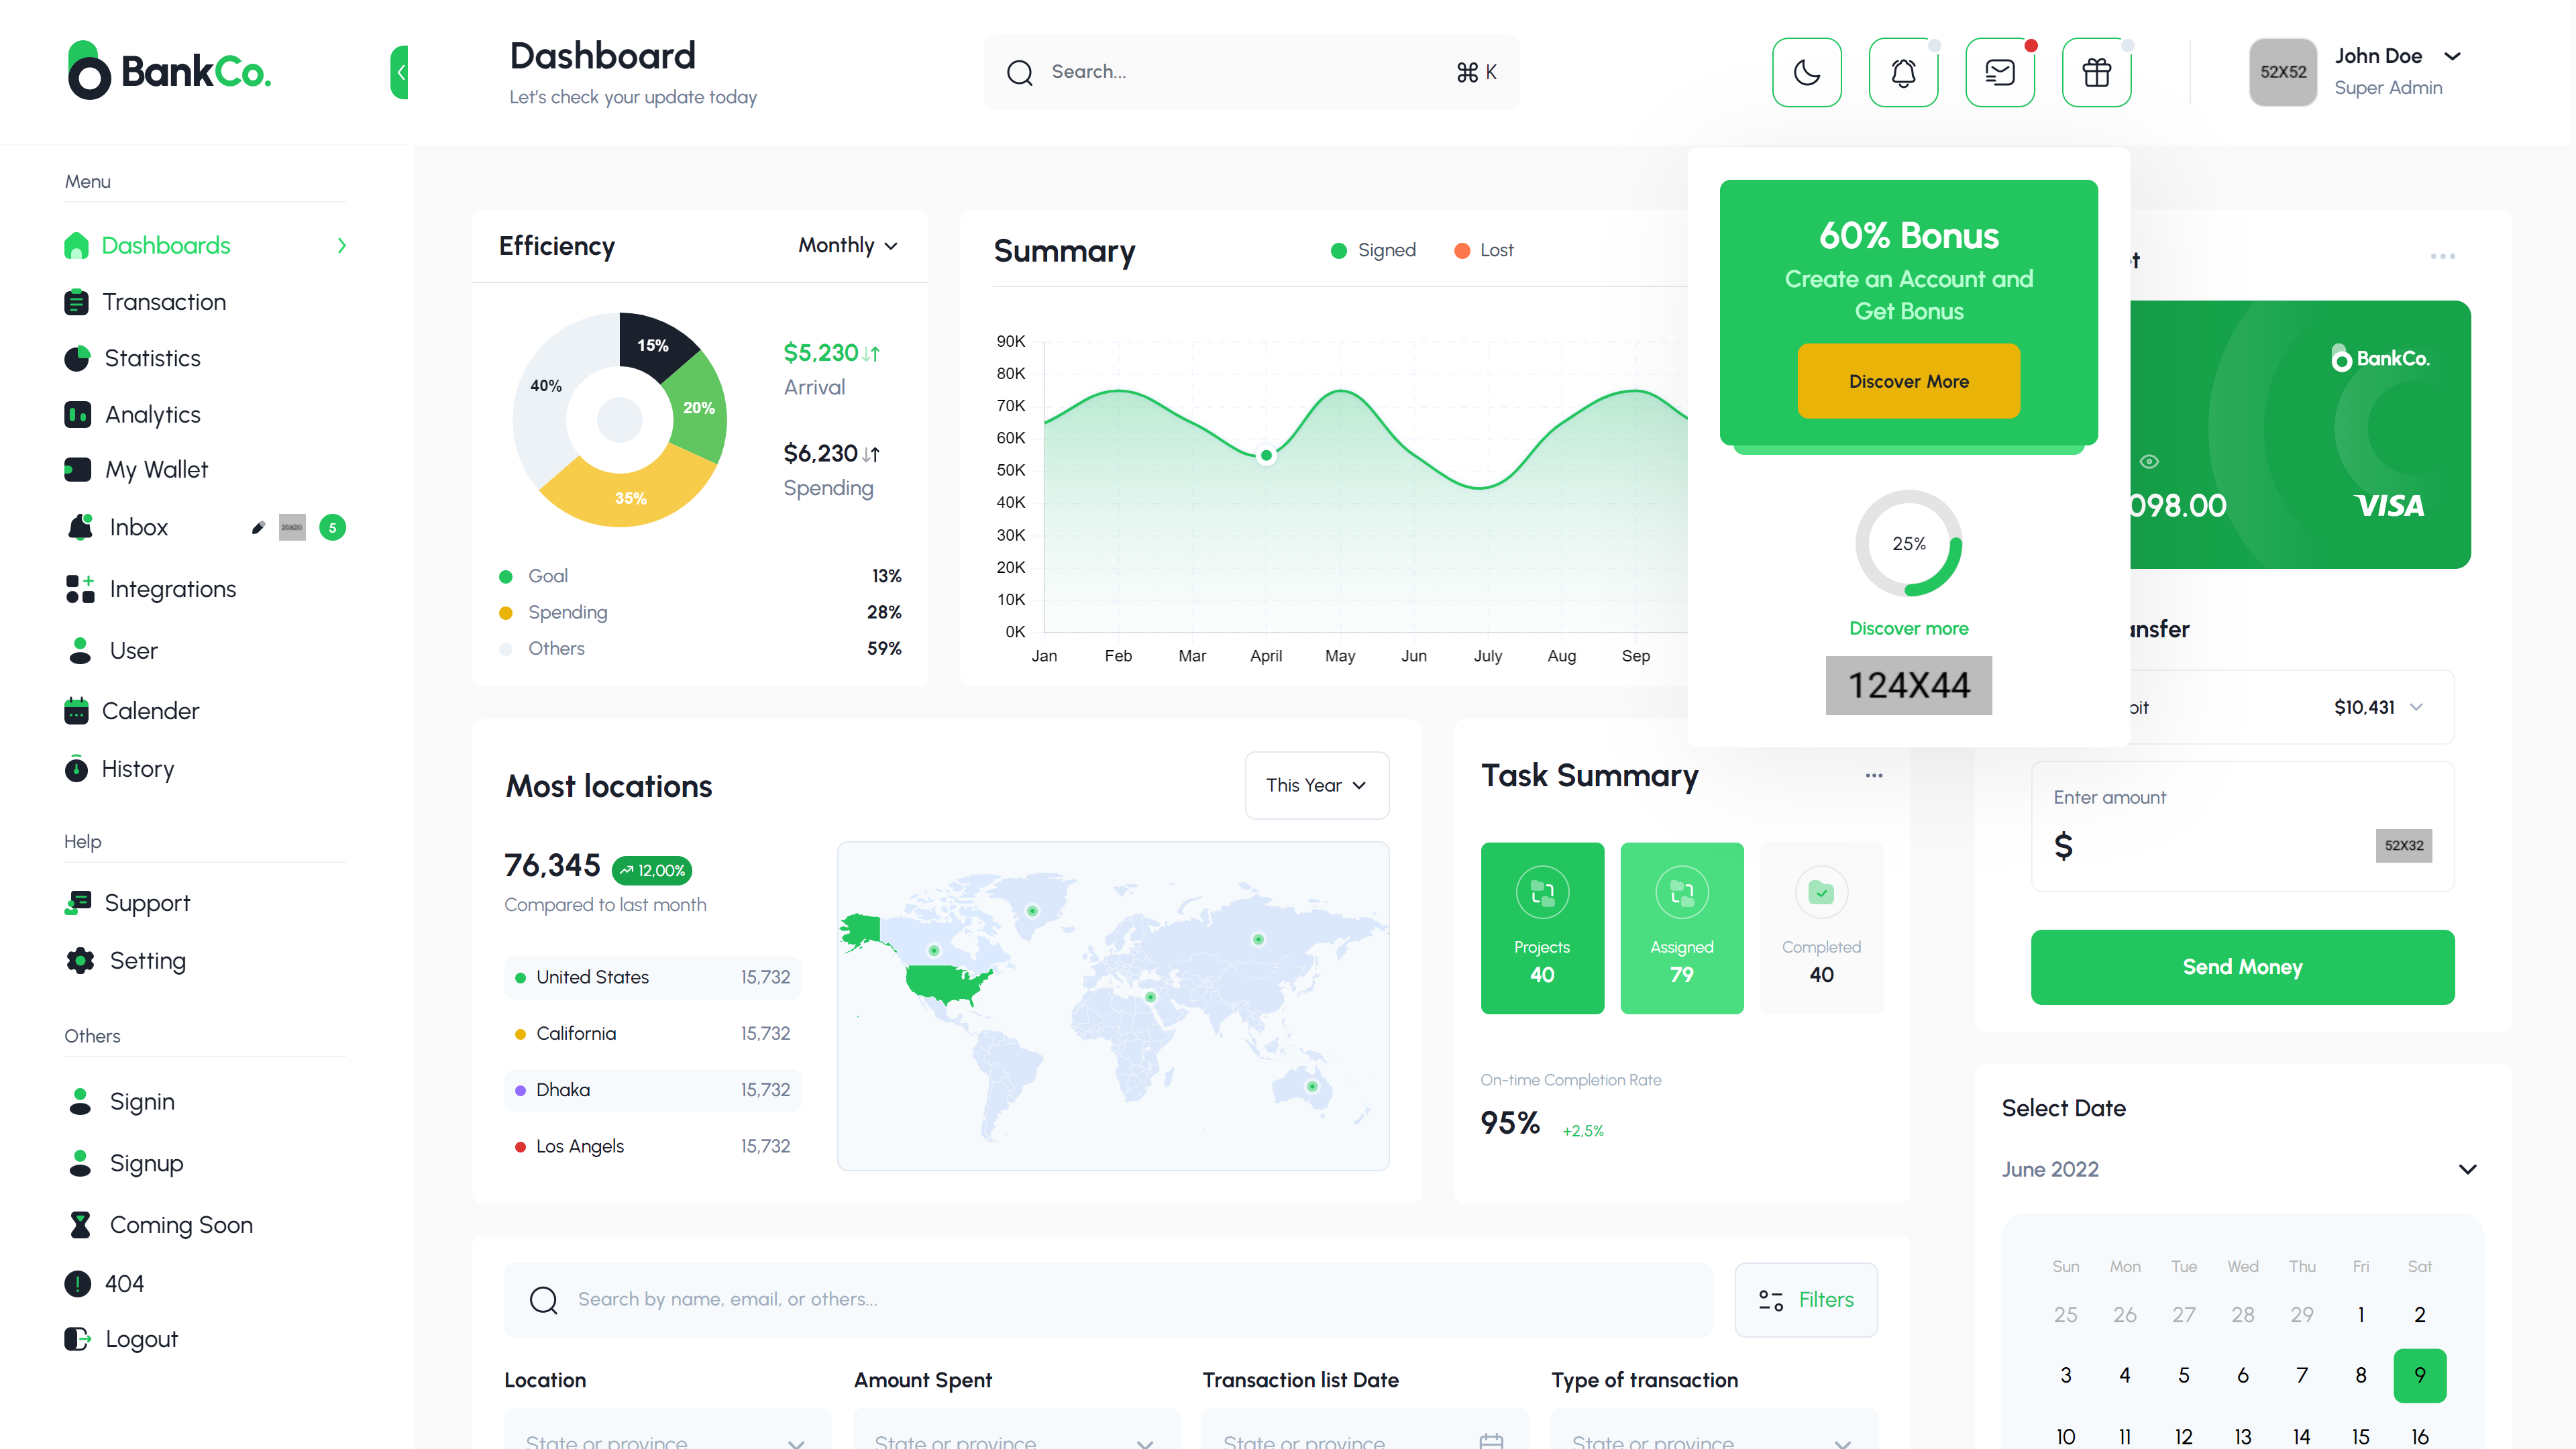 BankCo.
Dashboard
Let's check your update today
Search...
⌘ K
52X52
John Doe
Super Admin
Menu
Dashboards
Transaction
Statistics
Analytics
My Wallet
Inbox
20X20
5
Integrations
User
Calender
History
Help
Support
Setting
Others
Signin
Signup
Coming Soon
404
Logout
Efficiency
Monthly
15%
20%
35%
40%
$5,230
Arrival
$6,230
Spending
Goal 13%
Spending 28%
Others 59%
Summary
Signed
Lost
90K
80K
70K
60K
50K
40K
30K
20K
10K
0K
Jan Feb Mar April May Jun July Aug Sep
60% Bonus
Create an Account and
Get Bonus
Discover More
25%
Discover more
124X44
BankCo.
098.00
VISA
$10,431
Enter amount
$
52X32
Send Money
Most locations
This Year
76,345
12,00%
Compared to last month
United States 15,732
California 15,732
Dhaka 15,732
Los Angels 15,732
Task Summary
Projects
40
Assigned
79
Completed
40
On-time Completion Rate
95%
+2,5%
Select Date
June 2022
Sun Mon Tue Wed Thu Fri Sat
25 26 27 28 29 1 2
3 4 5 6 7 8 9
10 11 12 13 14 15 16
Search by name, email, or others...
Filters
Location
Amount Spent
Transaction list Date
Type of transaction
State or province
State or province
State or province
State or province